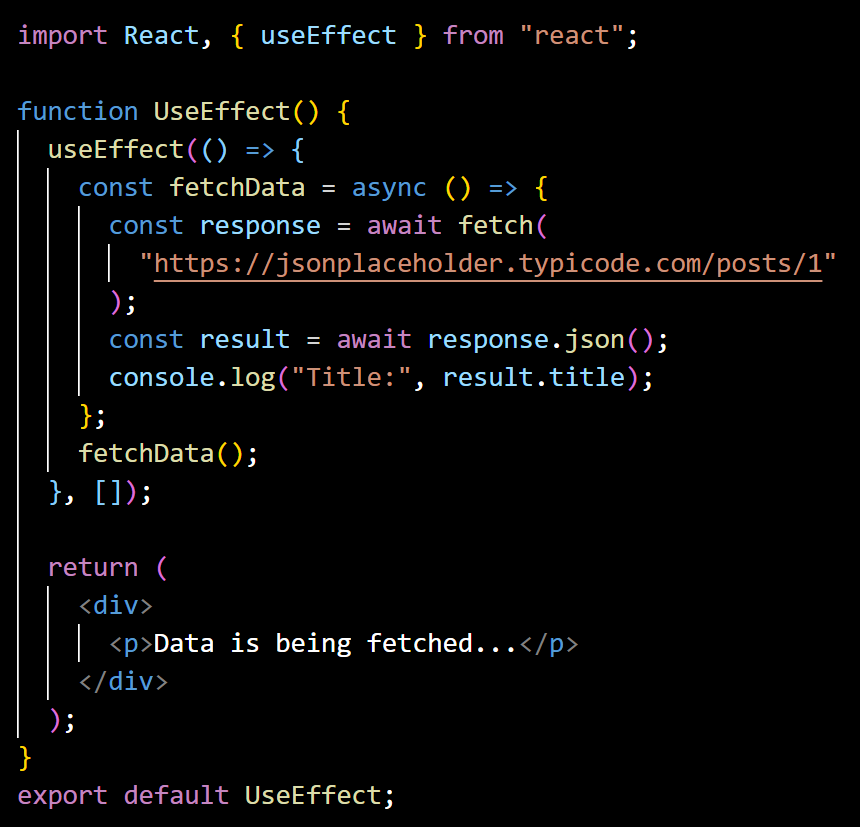 import React, { useEffect } from "react";
function UseEffect() {
useEffect(() => {
const fetchData = async () => {
const response = await fetch(
"https://jsonplaceholder.typicode.com/posts/1"
);
const result = await response.json();
console.log("Title:", result.title);
};
fetchData();
}, []);
return (
<div>
<p>Data is being fetched...</p>
</div>
);
}
export default UseEffect;